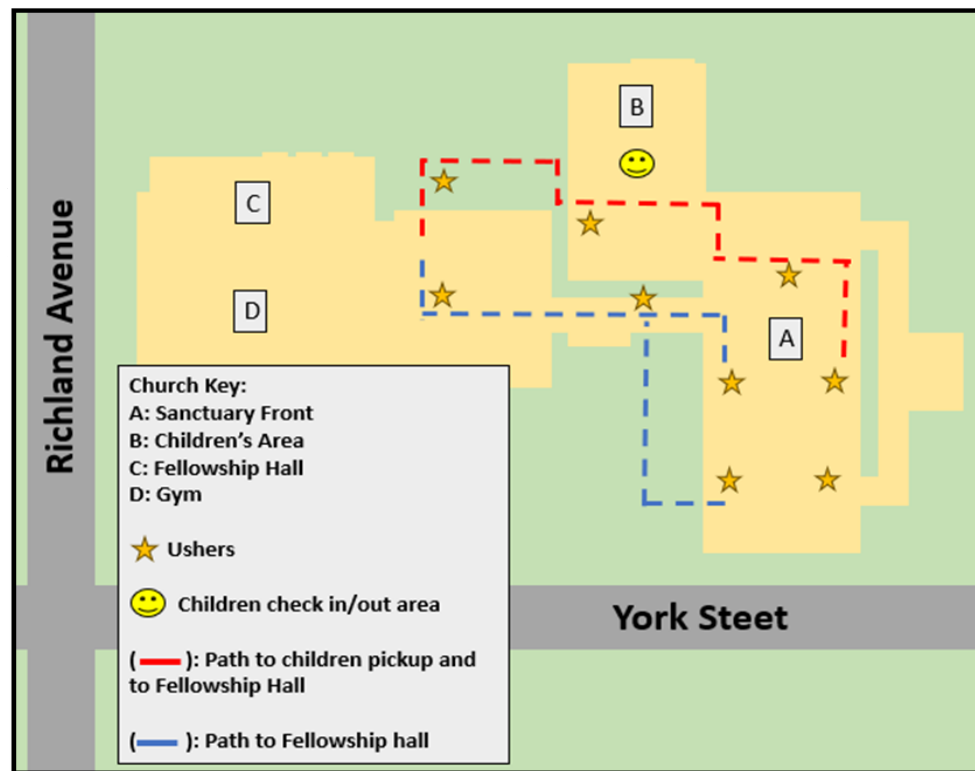 B
C
Richland Avenue
D
A
Church Key:
A: Sanctuary Front
B: Children’s Area
C: Fellowship Hall
D: Gym
Ushers
Children check in/out area
York Steet
( ): Path to children pickup and
to Fellowship Hall
( ): Path to Fellowship hall